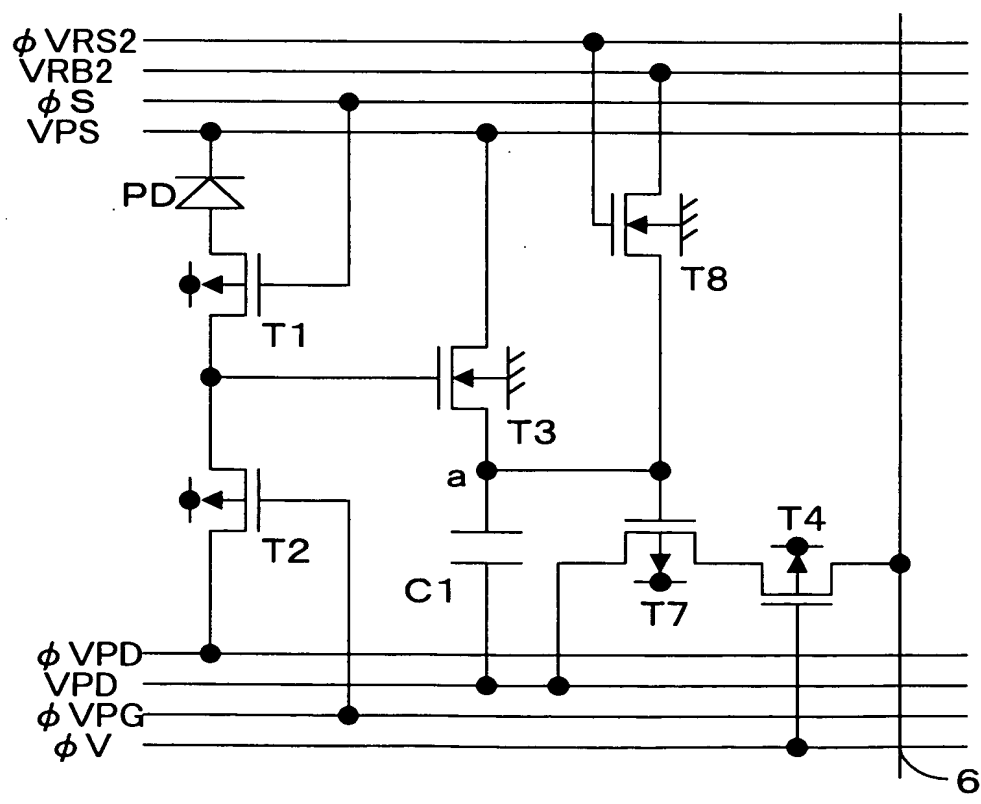 φVRS2
VRB2
φS
VPS
PD
T8
T1
T3
a
T4
T2
C1
T7
φVPD
VPD
φVPG
φV
6